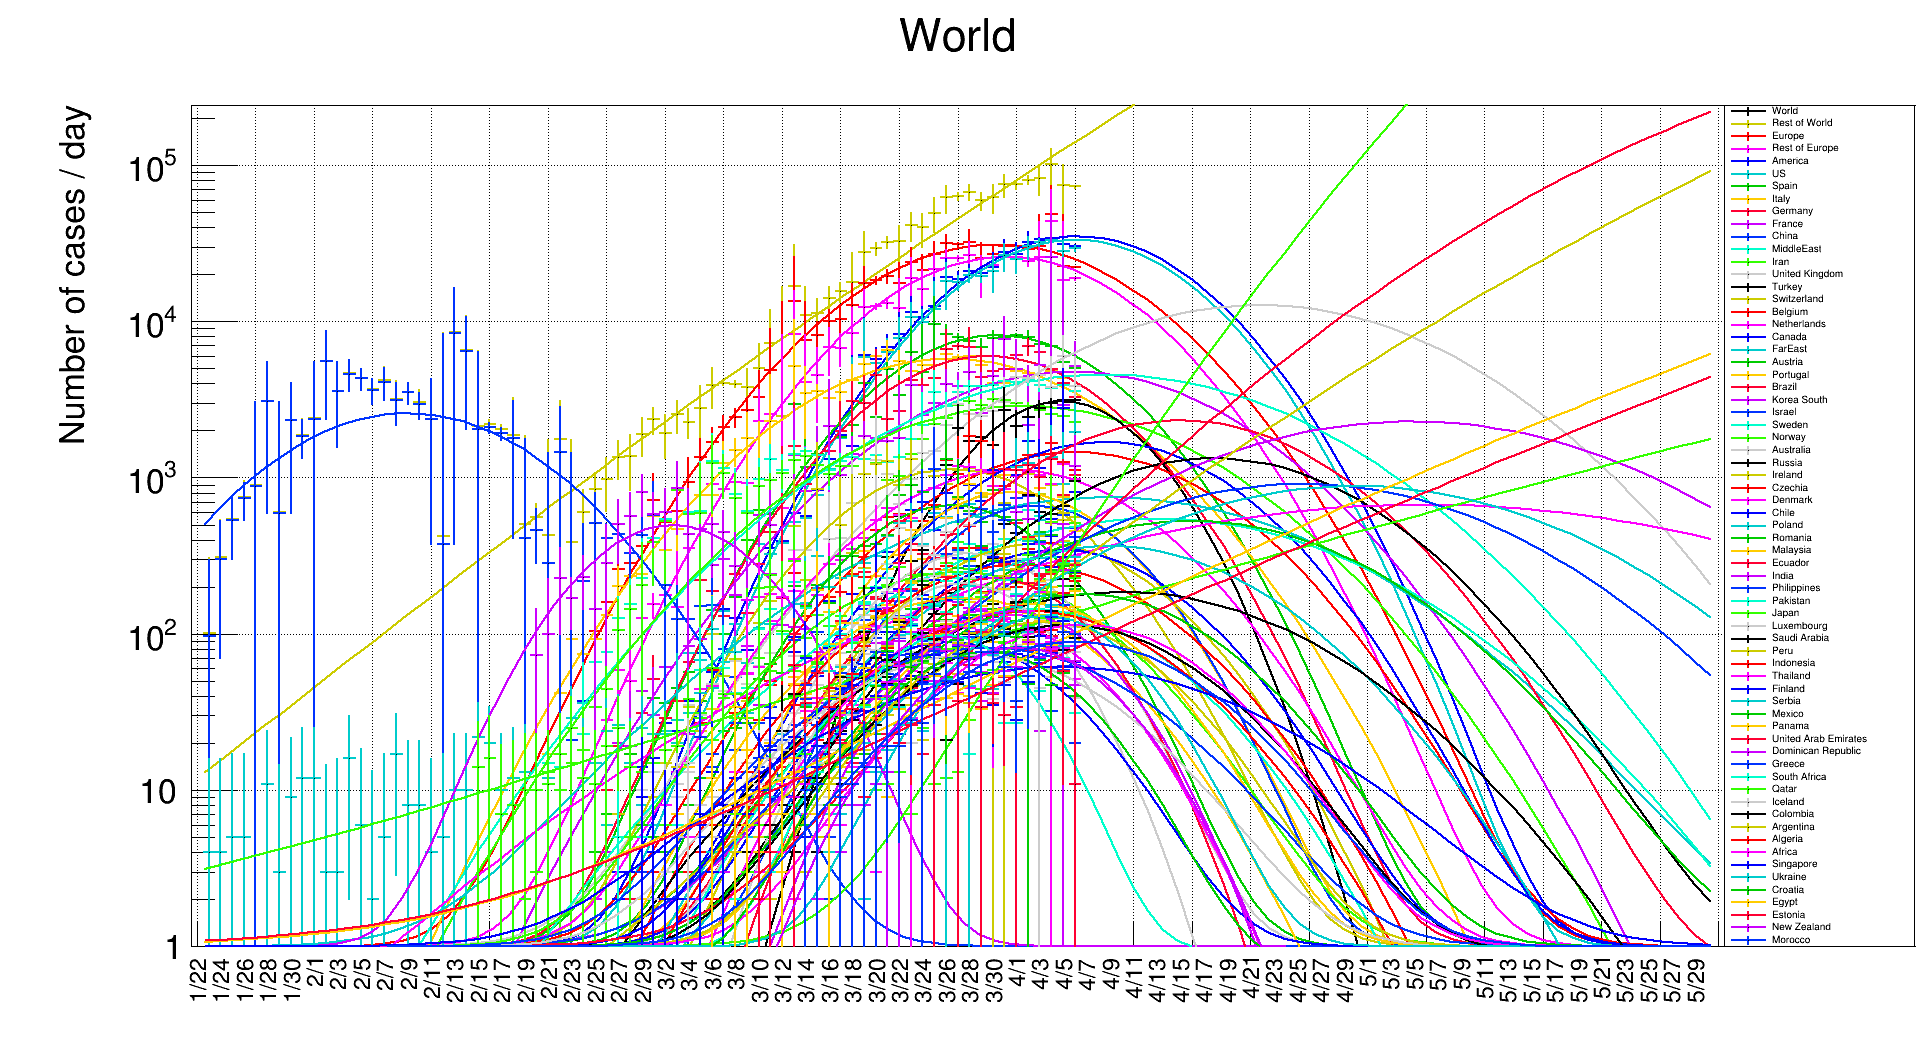 World
Number of cases / day
10^5
10^4
10^3
10^2
10
1
1/22
1/24
1/26
1/28
1/30
2/1
2/3
2/5
2/7
2/9
2/11
2/13
2/15
2/17
2/19
2/21
2/23
2/25
2/27
2/29
3/2
3/4
3/6
3/8
3/10
3/12
3/14
3/16
3/18
3/20
3/22
3/24
3/26
3/28
3/30
4/1
4/3
4/5
4/7
4/9
4/11
4/13
4/15
4/17
4/19
4/21
4/23
4/25
4/27
4/29
5/1
5/3
5/5
5/7
5/9
5/11
5/13
5/15
5/17
5/19
5/21
5/23
5/25
5/27
5/29
World
Rest of World
Europe
Rest of Europe
America
US
Spain
Italy
Germany
France
China
MiddleEast
Iran
United Kingdom
Turkey
Switzerland
Belgium
Netherlands
Canada
FarEast
Austria
Portugal
Brazil
Korea South
Israel
Sweden
Norway
Australia
Russia
Ireland
Czechia
Denmark
Chile
Poland
Romania
Malaysia
Ecuador
India
Philippines
Pakistan
Japan
Luxembourg
Saudi Arabia
Peru
Indonesia
Thailand
Finland
Serbia
Mexico
Panama
United Arab Emirates
Dominican Republic
Greece
South Africa
Qatar
Iceland
Colombia
Argentina
Algeria
Africa
Singapore
Ukraine
Croatia
Egypt
Estonia
New Zealand
Morocco